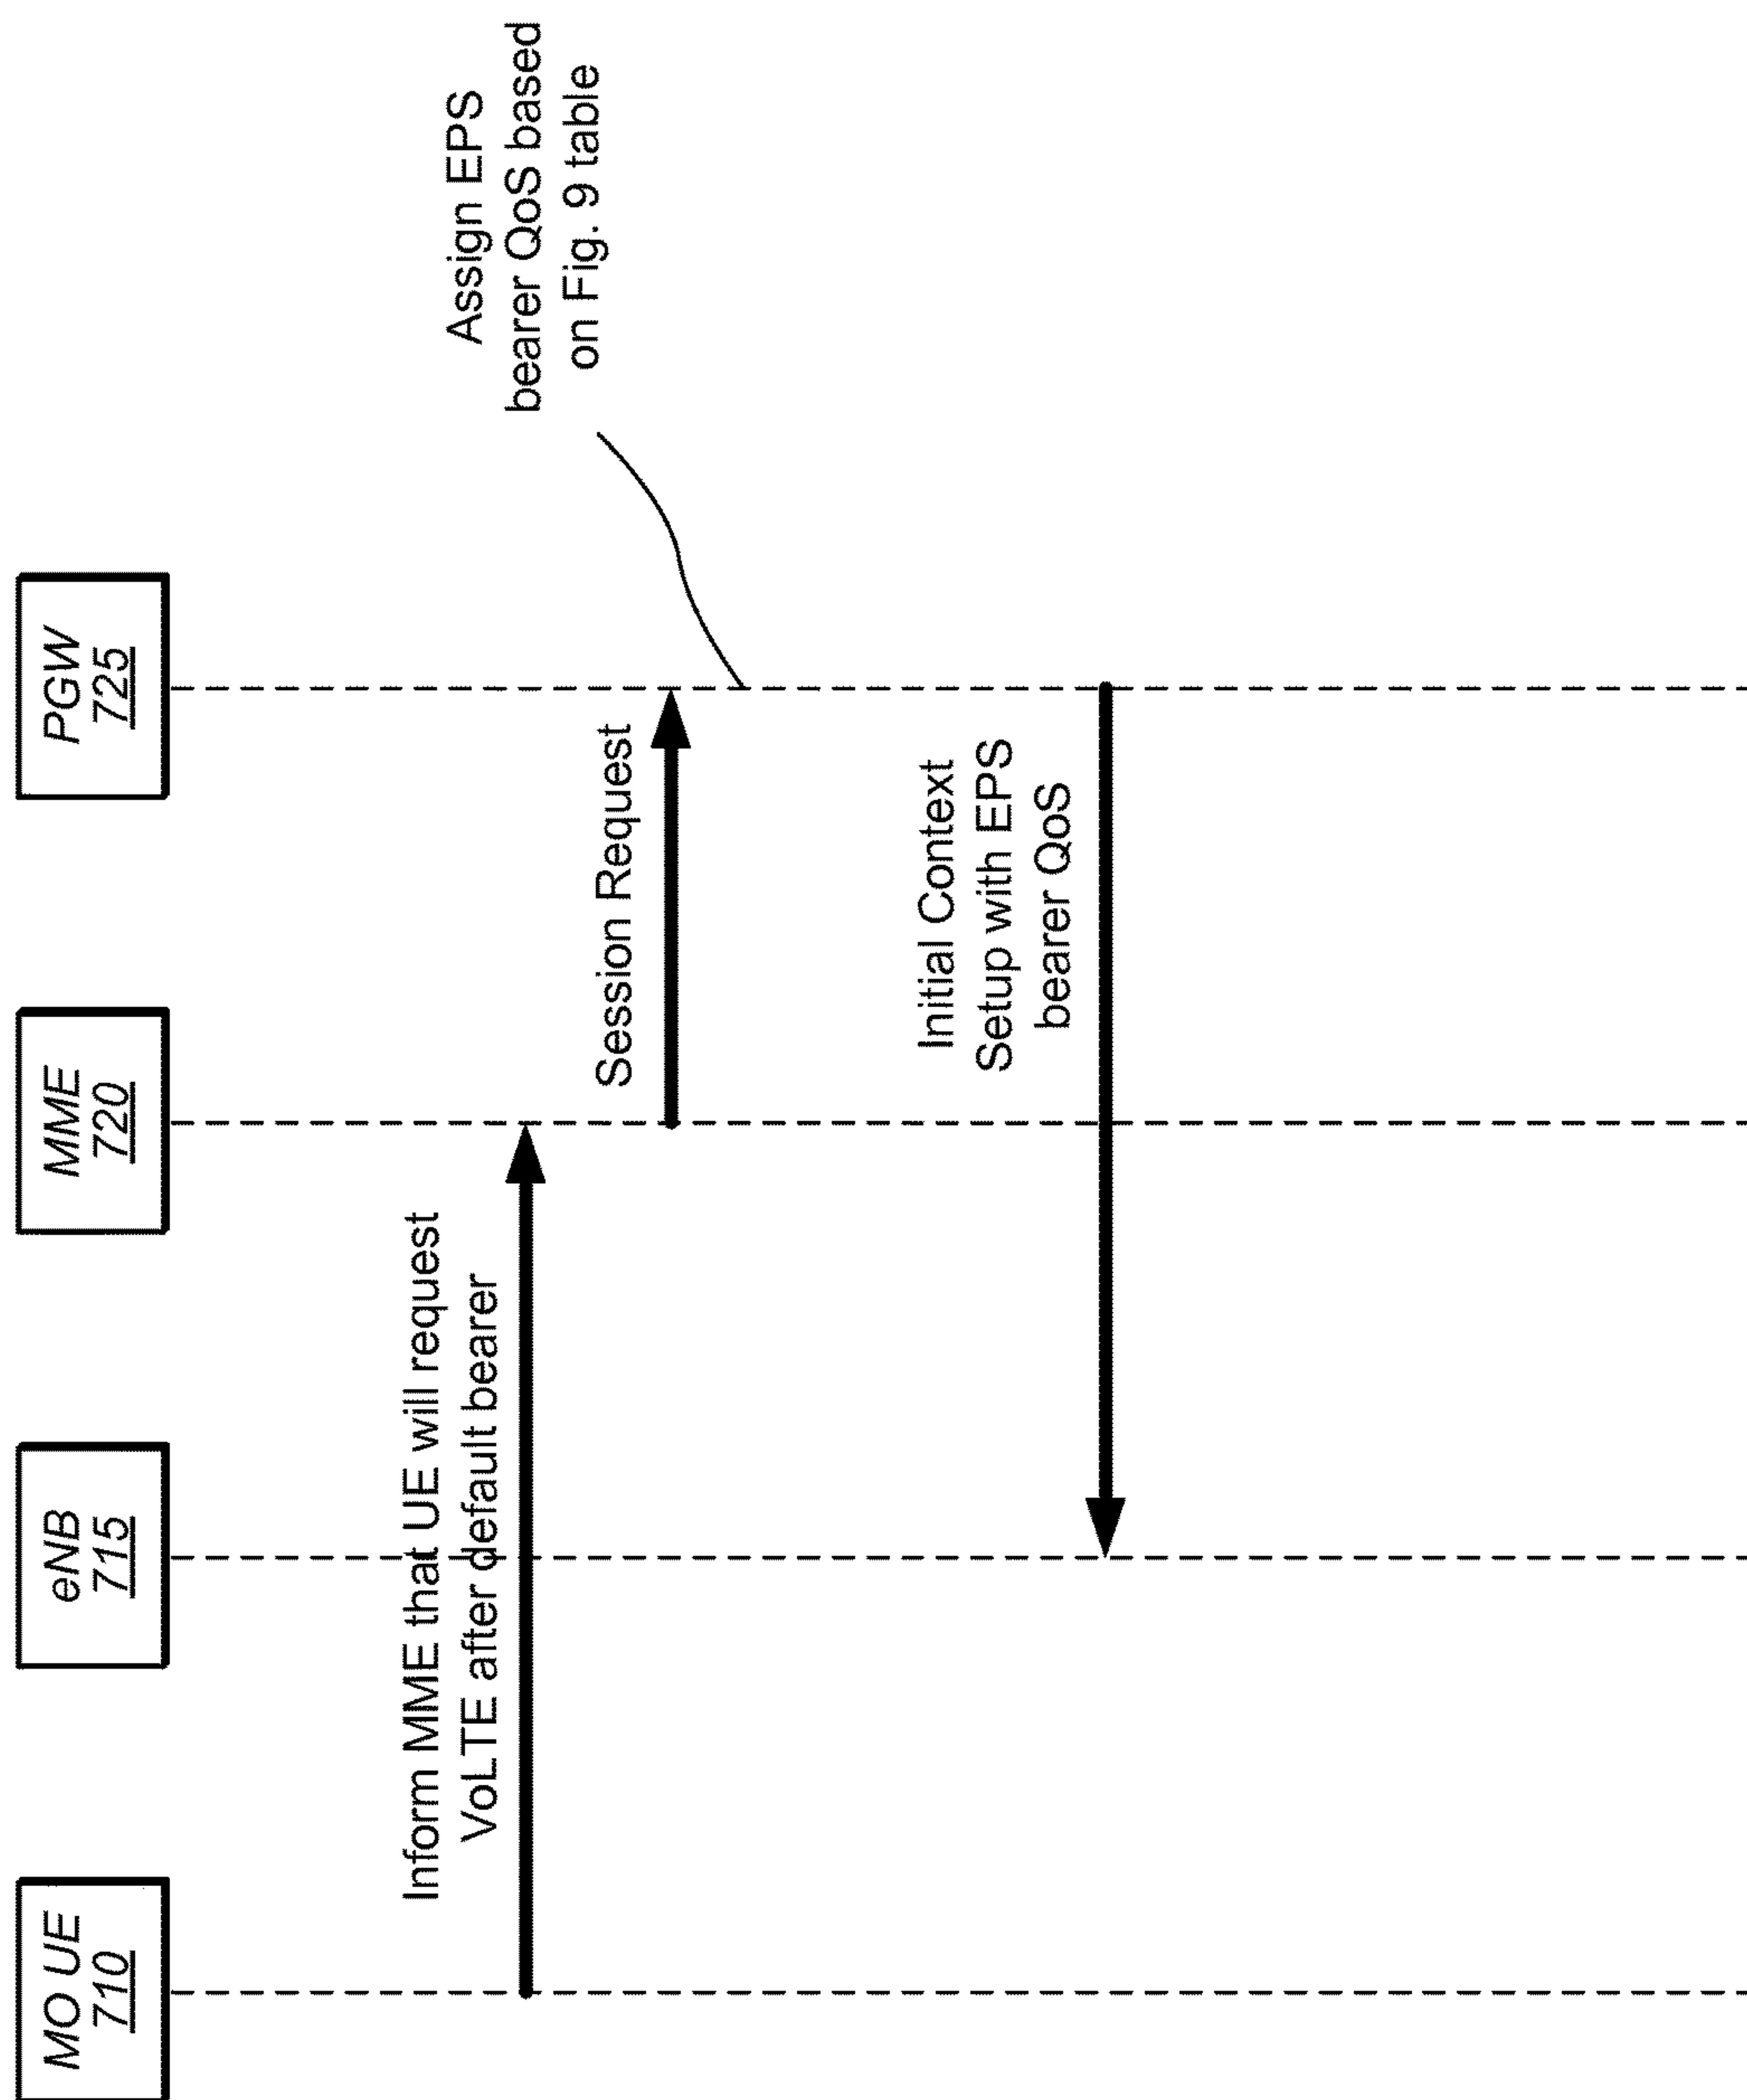 MO UE
710
eNB
715
MME
720
PGW
725
Inform MME that UE will request
VoLTE after default bearer
Session Request
Assign EPS
bearer QoS based
on Fig. 9 table
Initial Context
Setup with EPS
bearer QoS